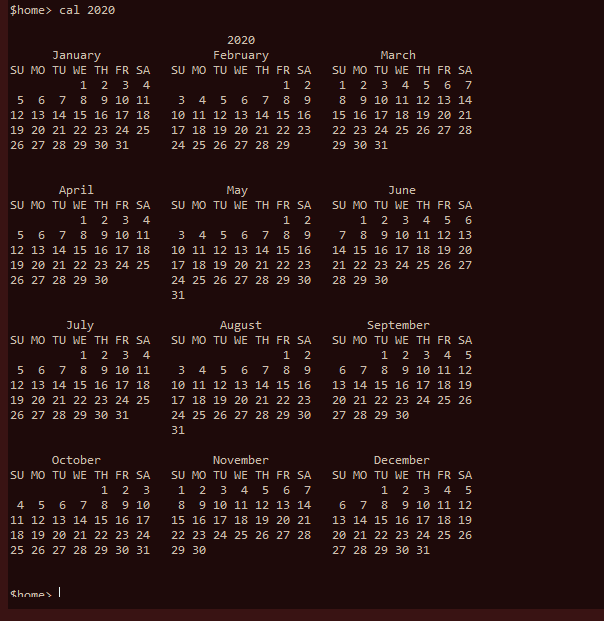 $home> cal 2020
                               2020
      January                February                March
SU MO TU WE TH FR SA   SU MO TU WE TH FR SA   SU MO TU WE TH FR SA
          1  2  3  4                   1  2    1  2  3  4  5  6  7
 5  6  7  8  9 10 11    3  4  5  6  7  8  9    8  9 10 11 12 13 14
12 13 14 15 16 17 18   10 11 12 13 14 15 16   15 16 17 18 19 20 21
19 20 21 22 23 24 25   17 18 19 20 21 22 23   22 23 24 25 26 27 28
26 27 28 29 30 31      24 25 26 27 28 29      29 30 31
       April                   May                    June
SU MO TU WE TH FR SA   SU MO TU WE TH FR SA   SU MO TU WE TH FR SA
          1  2  3  4                   1  2       1  2  3  4  5  6
 5  6  7  8  9 10 11    3  4  5  6  7  8  9    7  8  9 10 11 12 13
12 13 14 15 16 17 18   10 11 12 13 14 15 16   14 15 16 17 18 19 20
19 20 21 22 23 24 25   17 18 19 20 21 22 23   21 22 23 24 25 26 27
26 27 28 29 30         24 25 26 27 28 29 30   28 29 30
                       31
        July                  August               September
SU MO TU WE TH FR SA   SU MO TU WE TH FR SA   SU MO TU WE TH FR SA
          1  2  3  4                   1  2          1  2  3  4  5
 5  6  7  8  9 10 11    3  4  5  6  7  8  9    6  7  8  9 10 11 12
12 13 14 15 16 17 18   10 11 12 13 14 15 16   13 14 15 16 17 18 19
19 20 21 22 23 24 25   17 18 19 20 21 22 23   20 21 22 23 24 25 26
26 27 28 29 30 31      24 25 26 27 28 29 30   27 28 29 30
                       31
      October                November               December
SU MO TU WE TH FR SA   SU MO TU WE TH FR SA   SU MO TU WE TH FR SA
             1  2  3    1  2  3  4  5  6  7          1  2  3  4  5
 4  5  6  7  8  9 10    8  9 10 11 12 13 14    6  7  8  9 10 11 12
11 12 13 14 15 16 17   15 16 17 18 19 20 21   13 14 15 16 17 18 19
18 19 20 21 22 23 24   22 23 24 25 26 27 28   20 21 22 23 24 25 26
25 26 27 28 29 30 31   29 30                  27 28 29 30 31
$home>